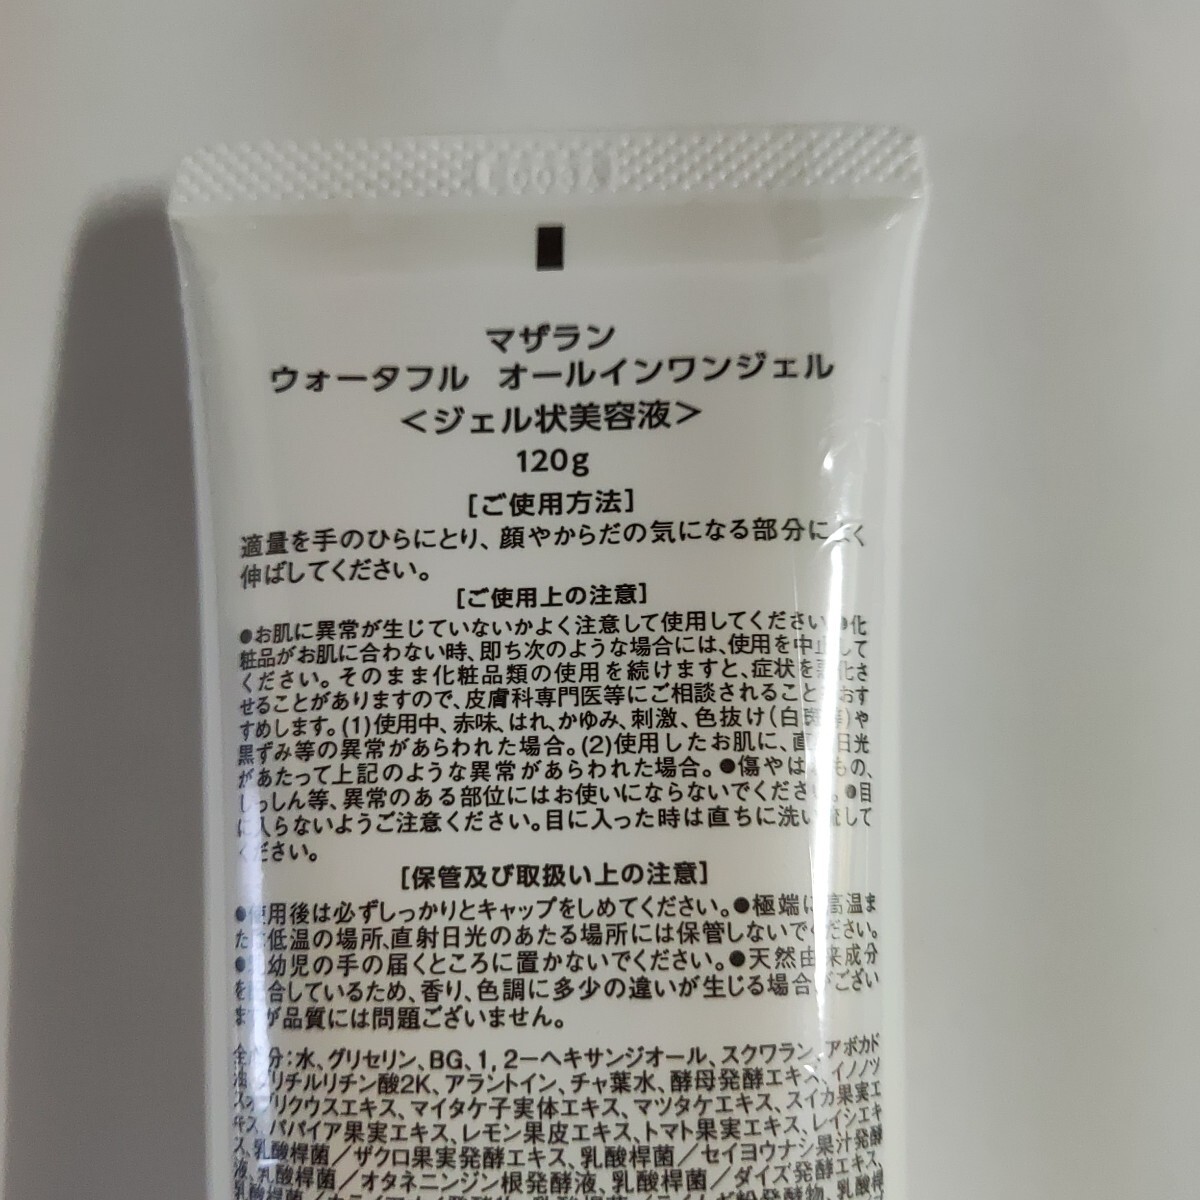 003A
マザラン
ウォータフル オールインワンジェル
<ジェル状美容液>
120g
[ご使用方法]
適量を手のひらにとり、顔やからだの気になる部分によく
伸ばしてください。
[ご使用上の注意]
●お肌に異常が生じていないかよく注意して使用してください。●化
粧品がお肌に合わない時、即ち次のような場合には、使用を中止して
ください。そのまま化粧品類の使用を続けますと、症状を悪化さ
せることがありますので、皮膚科専門医等にご相談されることをおす
すめします。(1)使用中、赤味、はれ、かゆみ、刺激、色抜け(白斑等)や
黒ずみ等の異常があらわれた場合。(2)使用したお肌に、直射日光
があたって上記のような異常があらわれた場合。●傷やはれもの、
しっしん等、異常のある部位にはお使いにならないでください。●目
に入らないようご注意ください。目に入った時は直ちに洗い流して
ください。
[保管及び取扱い上の注意]
●使用後は必ずしっかりとキャップをしめてください。●極端に高温ま
たは低温の場所、直射日光のあたる場所には保管しないでください。
●乳幼児の手の届くところに置かないでください。●天然由来成分
を配合しているため、香り、色調に多少の違いが生じる場合がござい
ますが品質には問題ございません。
全成分:水、グリセリン、BG、1,2ーヘキサンジオール、スクワラン、アボカド
油、グリチルリチン酸2K、アラントイン、チャ葉水、酵母発酵エキス、イノノツ
スオブリクウスエキス、マイタケ子実体エキス、マツタケエキス、スイカ果実エ
キス、パパイア果実エキス、レモン果皮エキス、トマト果実エキス、レイシエキ
ス、乳酸桿菌/ザクロ果実発酵エキス、乳酸桿菌/セイヨウナシ果汁発酵
液、乳酸桿菌/オタネニンジン根発酵液、乳酸桿菌/ダイズ発酵エキス、